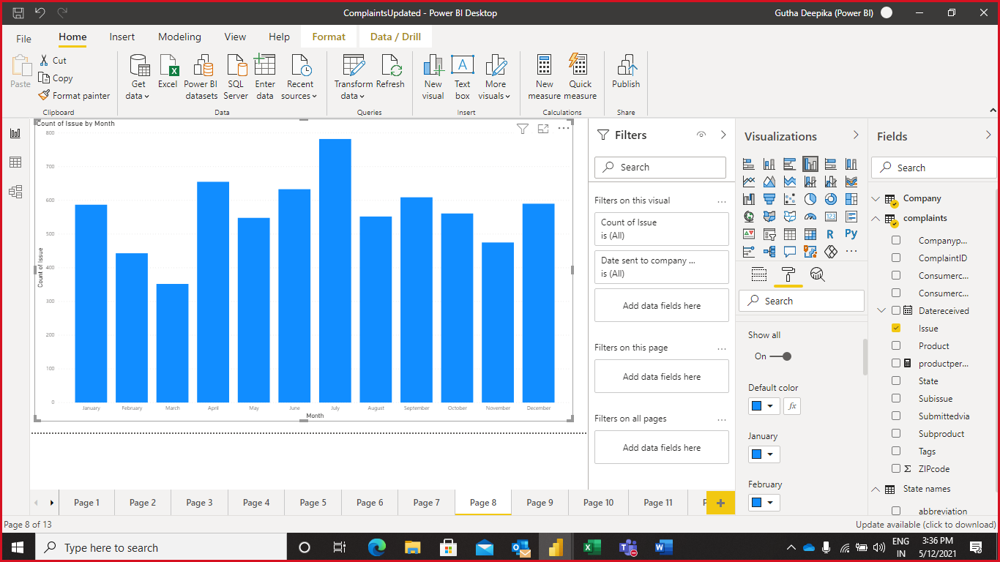 ComplaintsUpdated - Power BI Desktop
Gutha Deepika (Power BI)
File
Home
Insert
Modeling
View
Help
Format
Data / Drill
Paste
Cut
Copy
Format painter
Clipboard
Get data
Excel
Power BI datasets
SQL Server
Enter data
Recent sources
Data
Transform data
Refresh
Queries
New visual
Text box
More visuals
Insert
New measure
Quick measure
Calculations
Publish
Share
Count of Issue by Month
800
700
600
500
400
300
200
100
0
Count of Issue
January
February
March
April
May
June
July
August
September
October
November
December
Month
Filters
Search
Filters on this visual
...
Count of Issue
is (All)
Date sent to company ...
is (All)
Add data fields here
Filters on this page
...
Add data fields here
Filters on all pages
...
Add data fields here
Visualizations
123
R
Py
...
Search
Show all
On
Default color
fx
January
February
Fields
Search
Company
complaints
Companyp...
ComplaintID
Consumerc...
Consumerc...
Datereceived
Issue
Product
productper...
State
Subissue
Submittedvia
Subproduct
Tags
Σ ZIPcode
State names
abbreviation
Page 1
Page 2
Page 3
Page 4
Page 5
Page 6
Page 7
Page 8
Page 9
Page 10
Page 11
P
+
Page 8 of 13
Update available (click to download)
Type here to search
ENG
IN
3:36 PM
5/12/2021